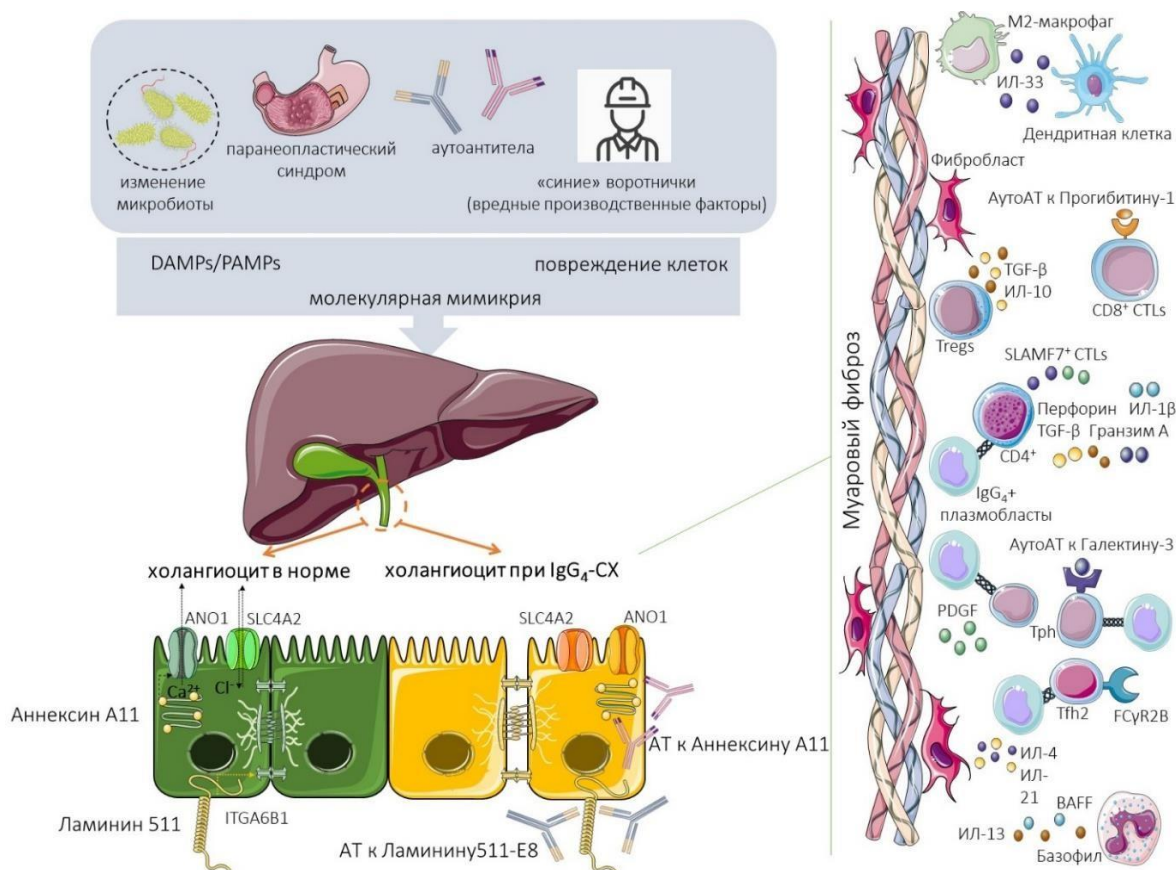 изменение
микробиоты
паранеопластический
синдром
аутоантитела
«синие» воротнички
(вредные производственные факторы)
DAMPs/PAMPs
повреждение клеток
молекулярная мимикрия
холангиоцит в норме
холангиоцит при IgG₄-СХ
ANO1
SLC4A2
SLC4A2
ANO1
Ca²⁺
Cl⁻
Аннексин А11
АТ к Аннексину А11
Ламинин 511
ITGA6B1
АТ к Ламинину511-E8
Муаровый фиброз
М2-макрофаг
ИЛ-33
Дендритная клетка
Фибробласт
АутоАТ к Прогибитину-1
TGF-β
ИЛ-10
Tregs
CD8⁺ CTLs
SLAMF7⁺ CTLs
Перфорин
ИЛ-1β
TGF-β Гранзим А
CD4⁺
IgG₄+
плазмобласты
АутоАТ к Галектину-3
PDGF
Tph
Tfh2
FCγR2B
ИЛ-4
ИЛ-
21
BAFF
ИЛ-13
Базофил